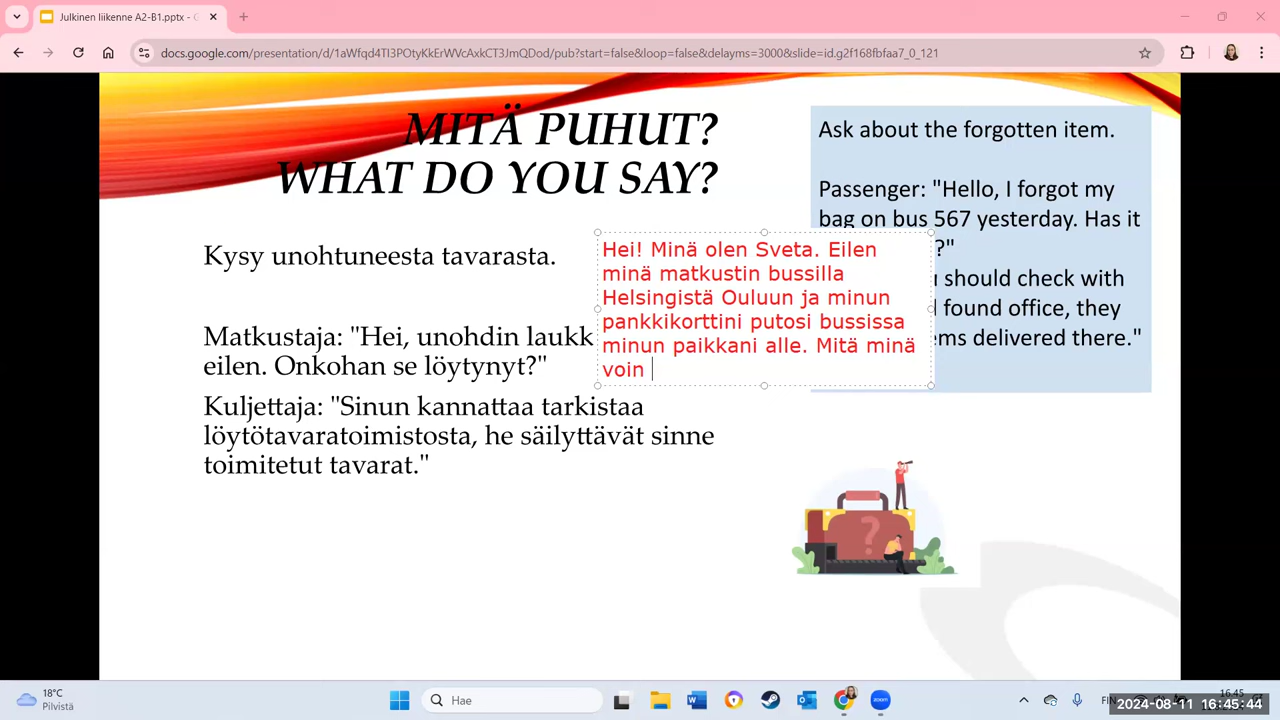 Julkinen liikenne A2-B1.pptx - G
docs.google.com/presentation/d/1aWfqd4TI3POtyKkErWVcAxkCT3JmQDod/pub?start=false&loop=false&delayms=3000&slide=id.g2f168fbfaa7_0_121
MITÄ PUHUT?
WHAT DO YOU SAY?
Kysy unohtuneesta tavarasta.
Matkustaja: "Hei, unohdin laukk
eilen. Onkohan se löytynyt?"
Kuljettaja: "Sinun kannattaa tarkistaa
löytötavaratoimistosta, he säilyttävät sinne
toimitetut tavarat."
Hei! Minä olen Sveta. Eilen
minä matkustin bussilla
Helsingistä Ouluun ja minun
pankkikorttini putosi bussissa
minun paikkani alle. Mitä minä
voin
Ask about the forgotten item.
Passenger: "Hello, I forgot my
bag on bus 567 yesterday. Has it
?"
should check with
found office, they
ems delivered there."
?
18°C
Pilvistä
Hae
zoom
FIN
16.45
2024-08-11 16:45:44